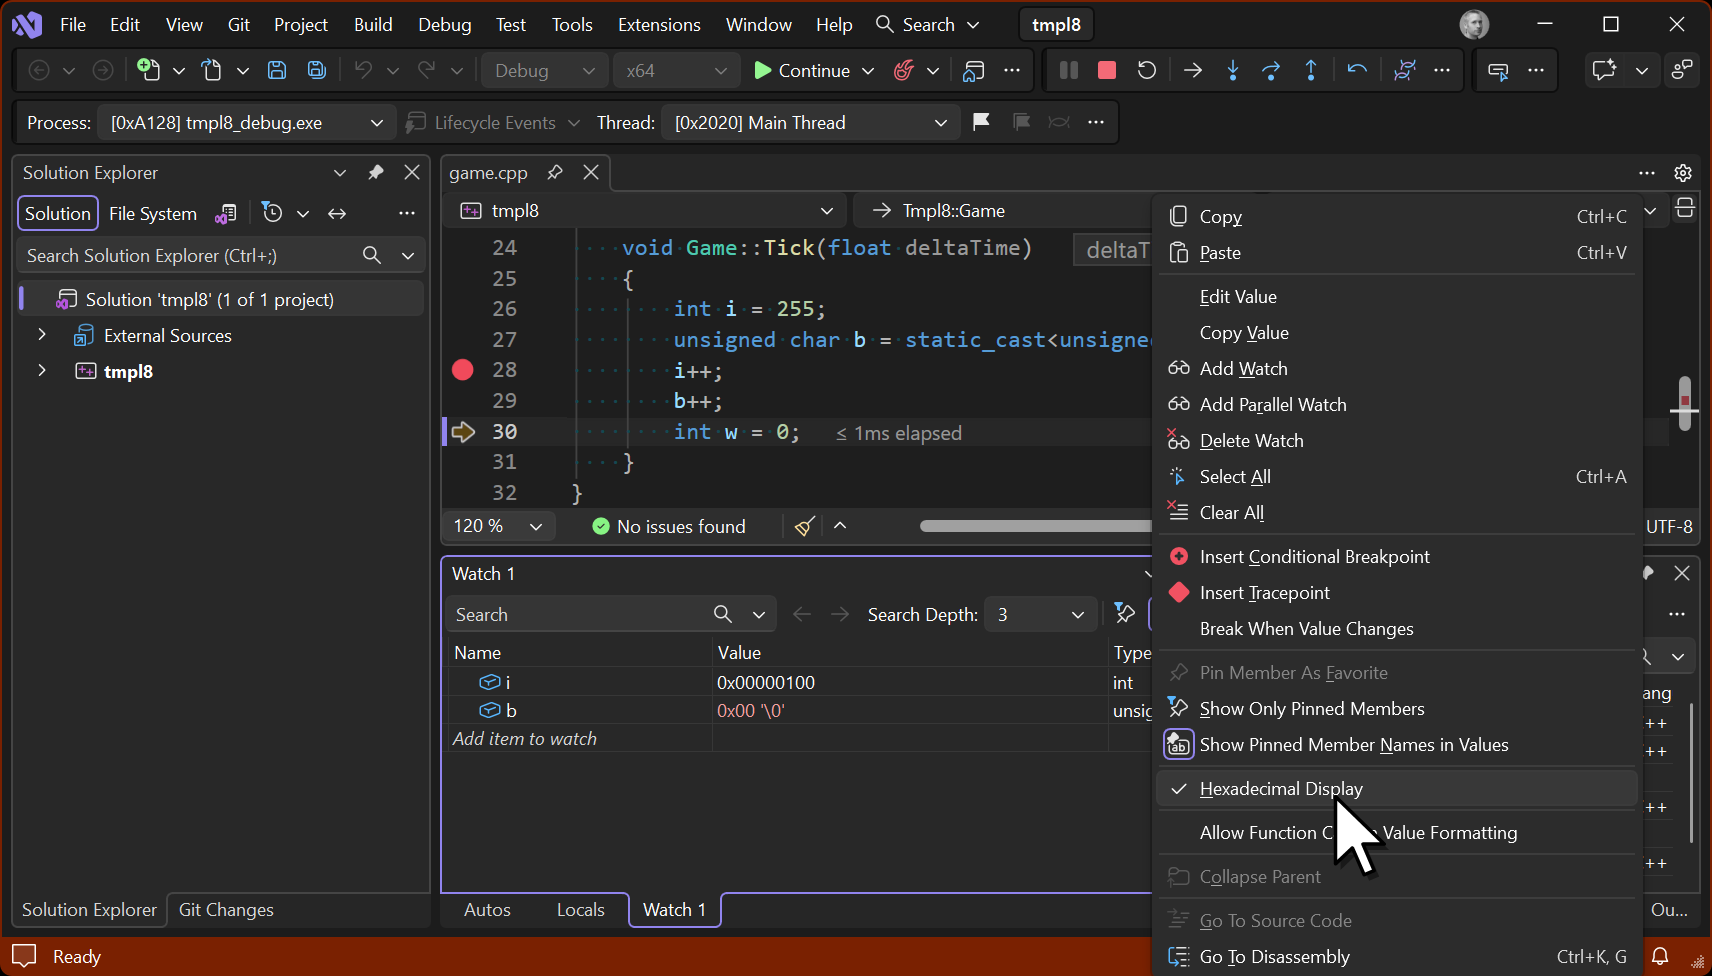 File Edit View Git Project Build Debug Test Tools Extensions Window Help Search tmpl8
Debug x64 Continue
Process: [0xA128] tmpl8_debug.exe Lifecycle Events Thread: [0x2020] Main Thread
Solution Explorer
Solution File System
Search Solution Explorer (Ctrl+;)
Solution 'tmpl8' (1 of 1 project)
External Sources
tmpl8
game.cpp
tmpl8 Tmpl8::Game
24 void Game::Tick(float deltaTime) deltaT
25 {
26 int i = 255;
27 unsigned char b = static_cast<unsigne
28 i++;
29 b++;
30 int w = 0; ≤ 1ms elapsed
31 }
32 }
120 % No issues found UTF-8
Watch 1
Search Search Depth: 3
Name Value Type
i 0x00000100 int
b 0x00 '\0' unsig
Add item to watch
Autos Locals Watch 1
Copy Ctrl+C
Paste Ctrl+V
Edit Value
Copy Value
Add Watch
Add Parallel Watch
Delete Watch
Select All Ctrl+A
Clear All
Insert Conditional Breakpoint
Insert Tracepoint
Break When Value Changes
Pin Member As Favorite
Show Only Pinned Members
ab Show Pinned Member Names in Values
Hexadecimal Display
Allow Function C Value Formatting
Collapse Parent
Go To Source Code
Go To Disassembly Ctrl+K, G
ang
++
++
++
++
Ou...
Solution Explorer Git Changes
Ready